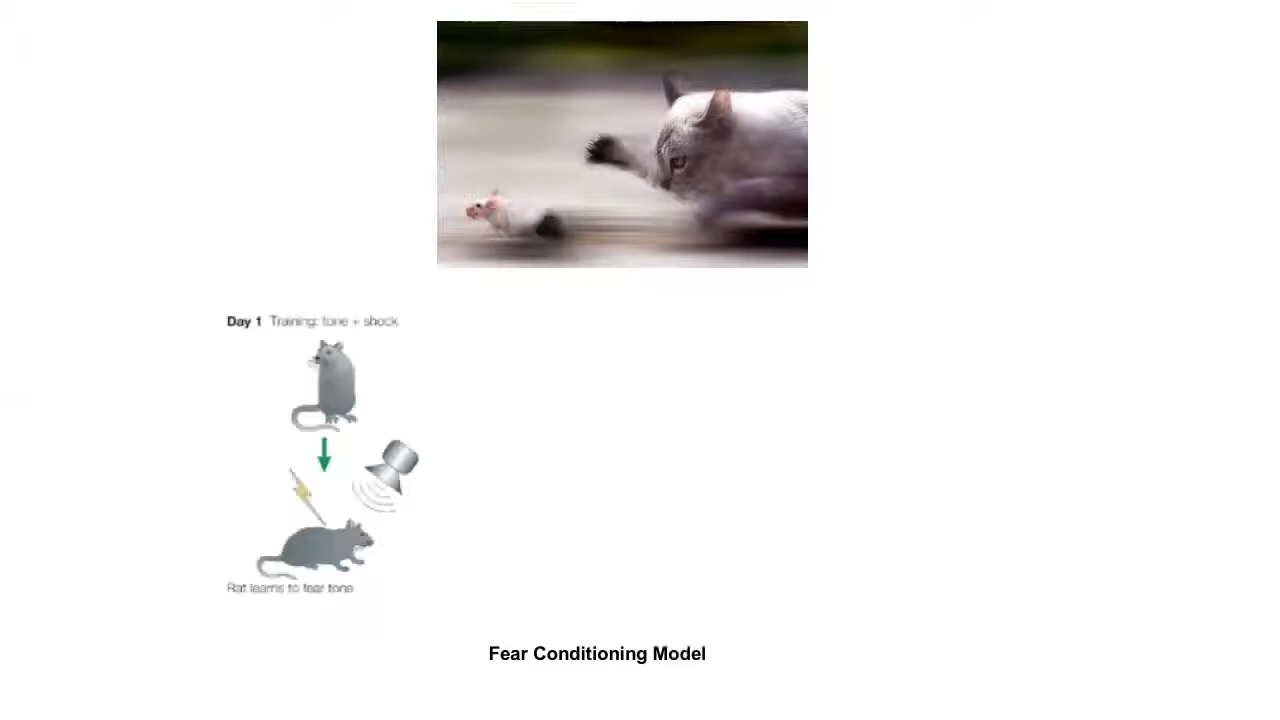 Day 1 Training: tone + shock
Rat learns to fear tone
Fear Conditioning Model